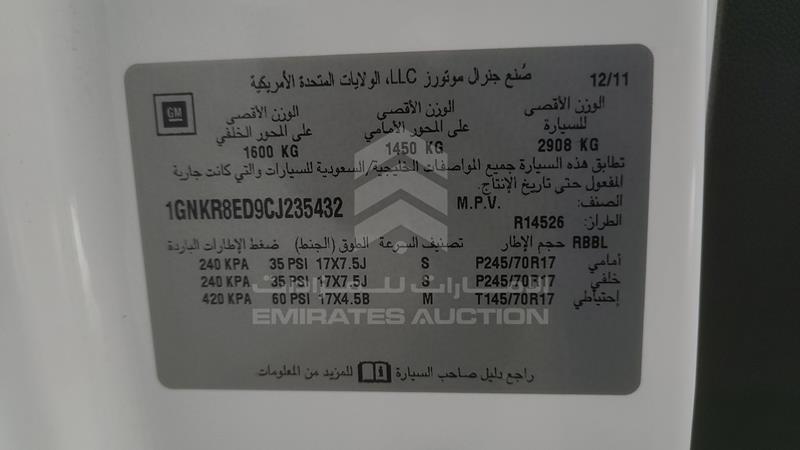 صُنع جنرال موتورز LLC، الولايات المتحدة الأمريكية 12/11
GM
الوزن الأقصى للسيارة 2908 KG
الوزن الأقصى على المحور الأمامي 1450 KG
الوزن الأقصى على المحور الخلفي 1600 KG
تطابق هذه السيارة جميع المواصفات الخليجية/السعودية للسيارات والتي كانت جارية
المفعول حتى تاريخ الإنتاج.
الصنف: M.P.V. 1GNKR8ED9CJ235432
الطراز: R14526
RBBL حجم الإطار تصنيف السرعة الطوق (الجنط) ضغط الإطارات الباردة
أمامي P245/70R17 S 17X7.5J 35 PSI 240 KPA
خلفي P245/70R17 S 17X7.5J 35 PSI 240 KPA
إحتياطي T145/70R17 M 17X4.5B 60 PSI 420 KPA
الإمارات للمزادات
EMIRATES AUCTION
راجع دليل صاحب السيارة للمزيد من المعلومات